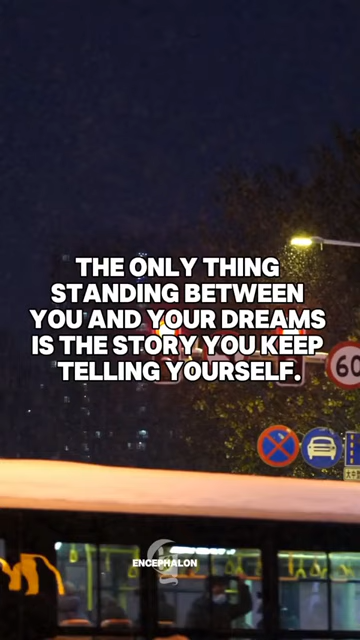 THE ONLY THING
STANDING BETWEEN
YOU AND YOUR DREAMS
IS THE STORY YOU KEEP
TELLING YOURSELF.
60
ENCEPHALON